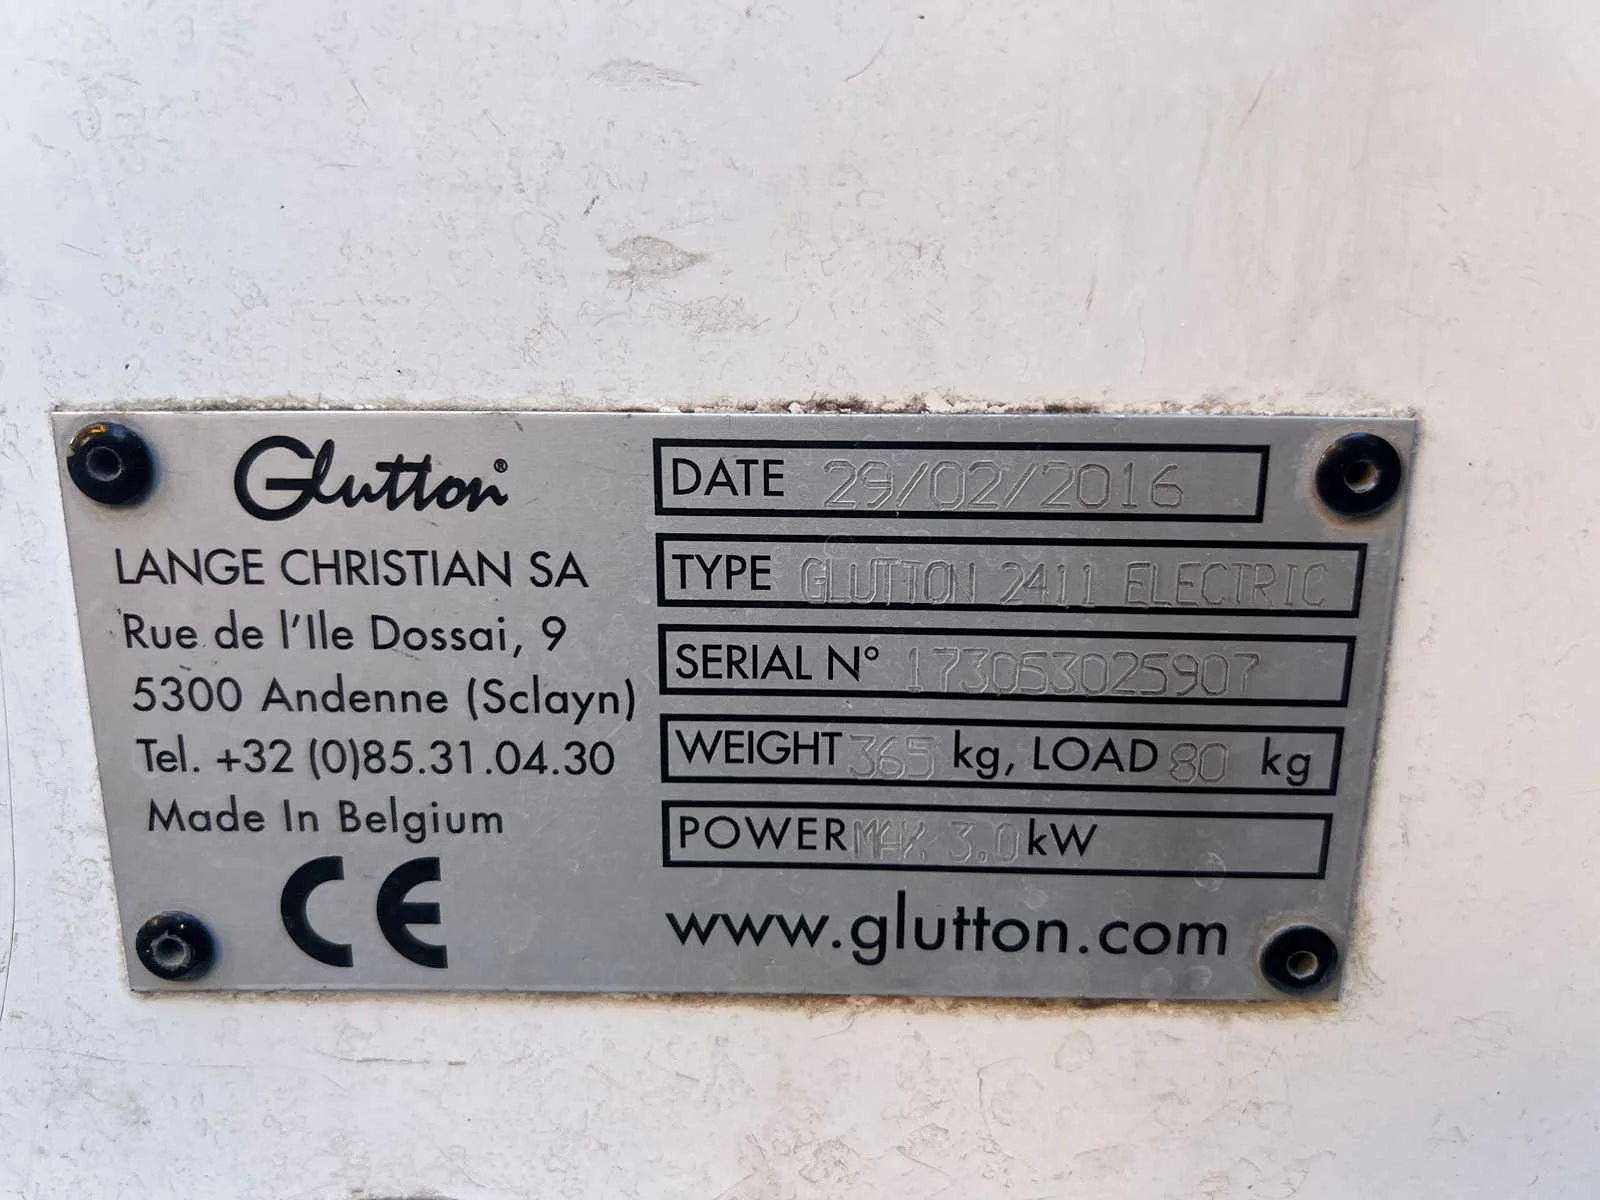 Glutton®
LANGE CHRISTIAN SA
Rue de l'Ile Dossai, 9
5300 Andenne (Sclayn)
Tel. +32 (0)85.31.04.30
Made In Belgium
CE
DATE 29/02/2016
TYPE GLUTTON 2411 ELECTRIC
SERIAL N° 173053025907
WEIGHT 365 kg, LOAD 80 kg
POWER MAX 3.0 kW
www.glutton.com